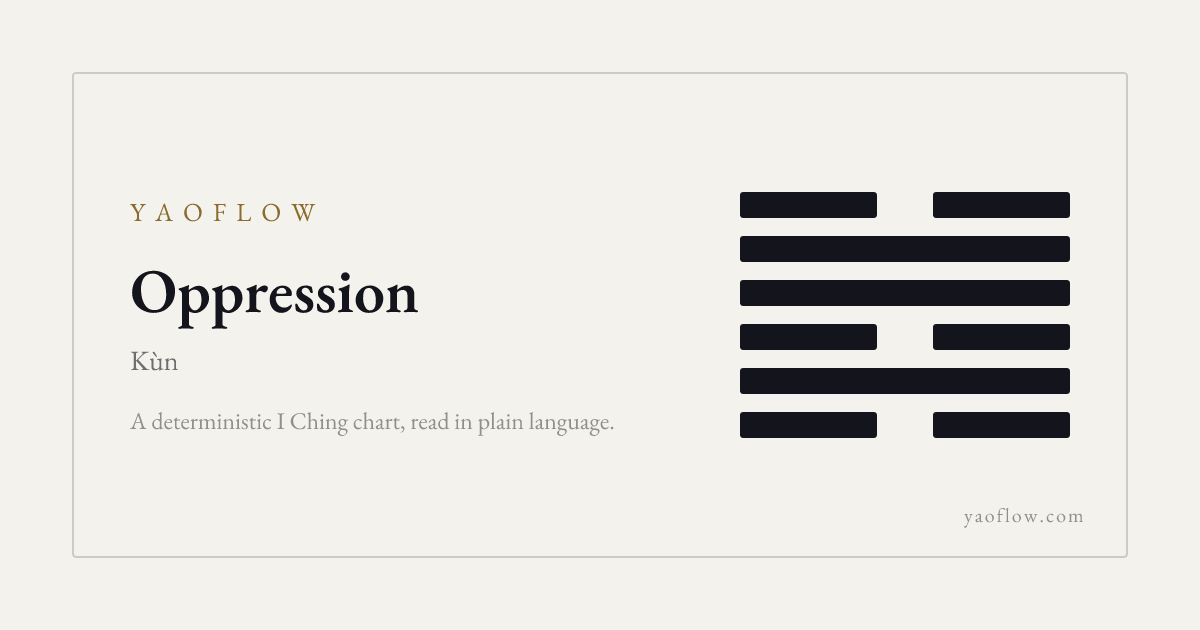 YAOFLOW
Oppression
Kùn
A deterministic I Ching chart, read in plain language.
yaoflow.com